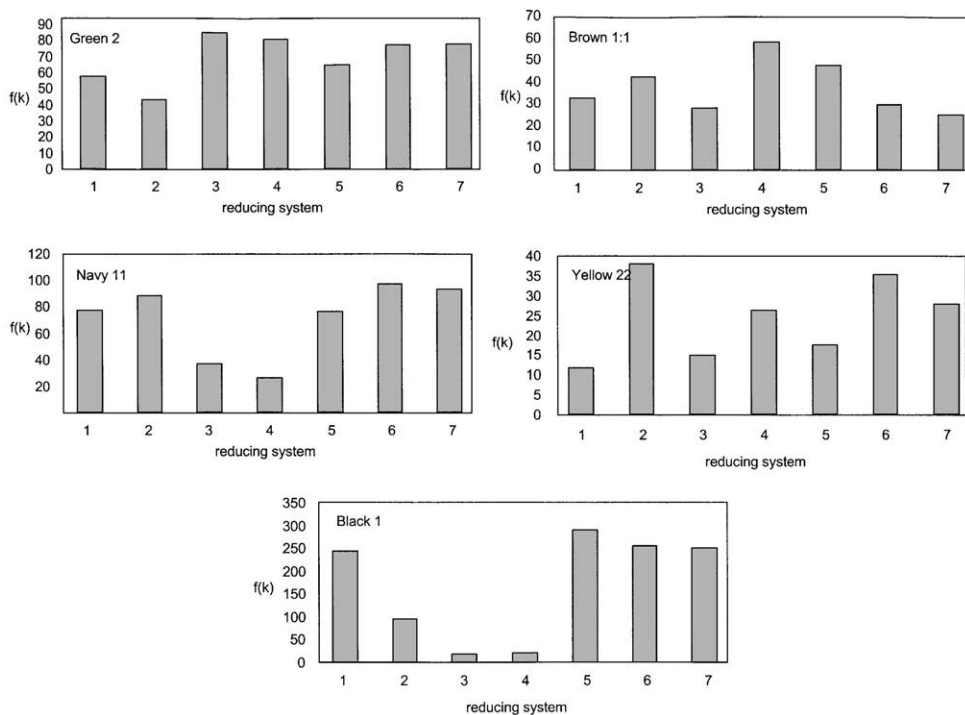 Green 2
f(k)
90
80
70
60
50
40
30
20
10
0
1 2 3 4 5 6 7
reducing system
Brown 1:1
f(k)
70
60
50
40
30
20
10
0
1 2 3 4 5 6 7
reducing system
Navy 11
f(k)
120
100
80
60
40
20
1 2 3 4 5 6 7
reducing system
Yellow 22
f(k)
40
35
30
25
20
15
10
5
0
1 2 3 4 5 6 7
reducing system
Black 1
f(k)
350
300
250
200
150
100
50
0
1 2 3 4 5 6 7
reducing system